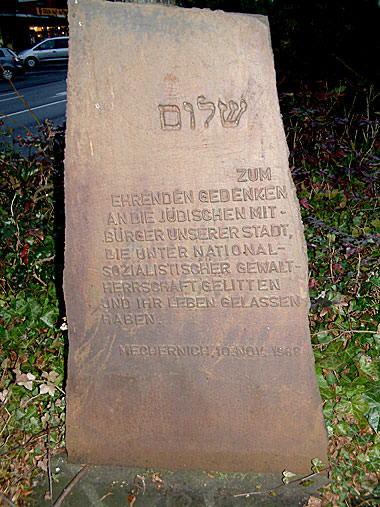 שלום
ZUM
EHRENDEN GEDENKEN
AN DIE JÜDISCHEN MIT-
BÜRGER UNSERER STADT,
DIE UNTER NATIONAL-
SOZIALISTISCHER GEWALT-
HERRSCHAFT GELITTEN
UND IHR LEBEN GELASSEN
HABEN.
MECHERNICH, 10. NOV.